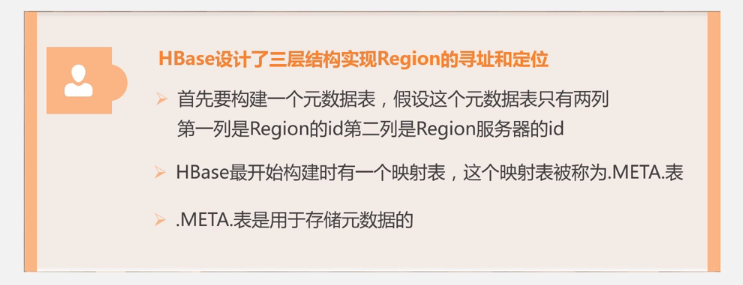 HBase设计了三层结构实现Region的寻址和定位
首先要构建一个元数据表，假设这个元数据表只有两列
第一列是Region的id第二列是Region服务器的id
HBase最开始构建时有一个映射表，这个映射表被称为.META.表
.META.表是用于存储元数据的